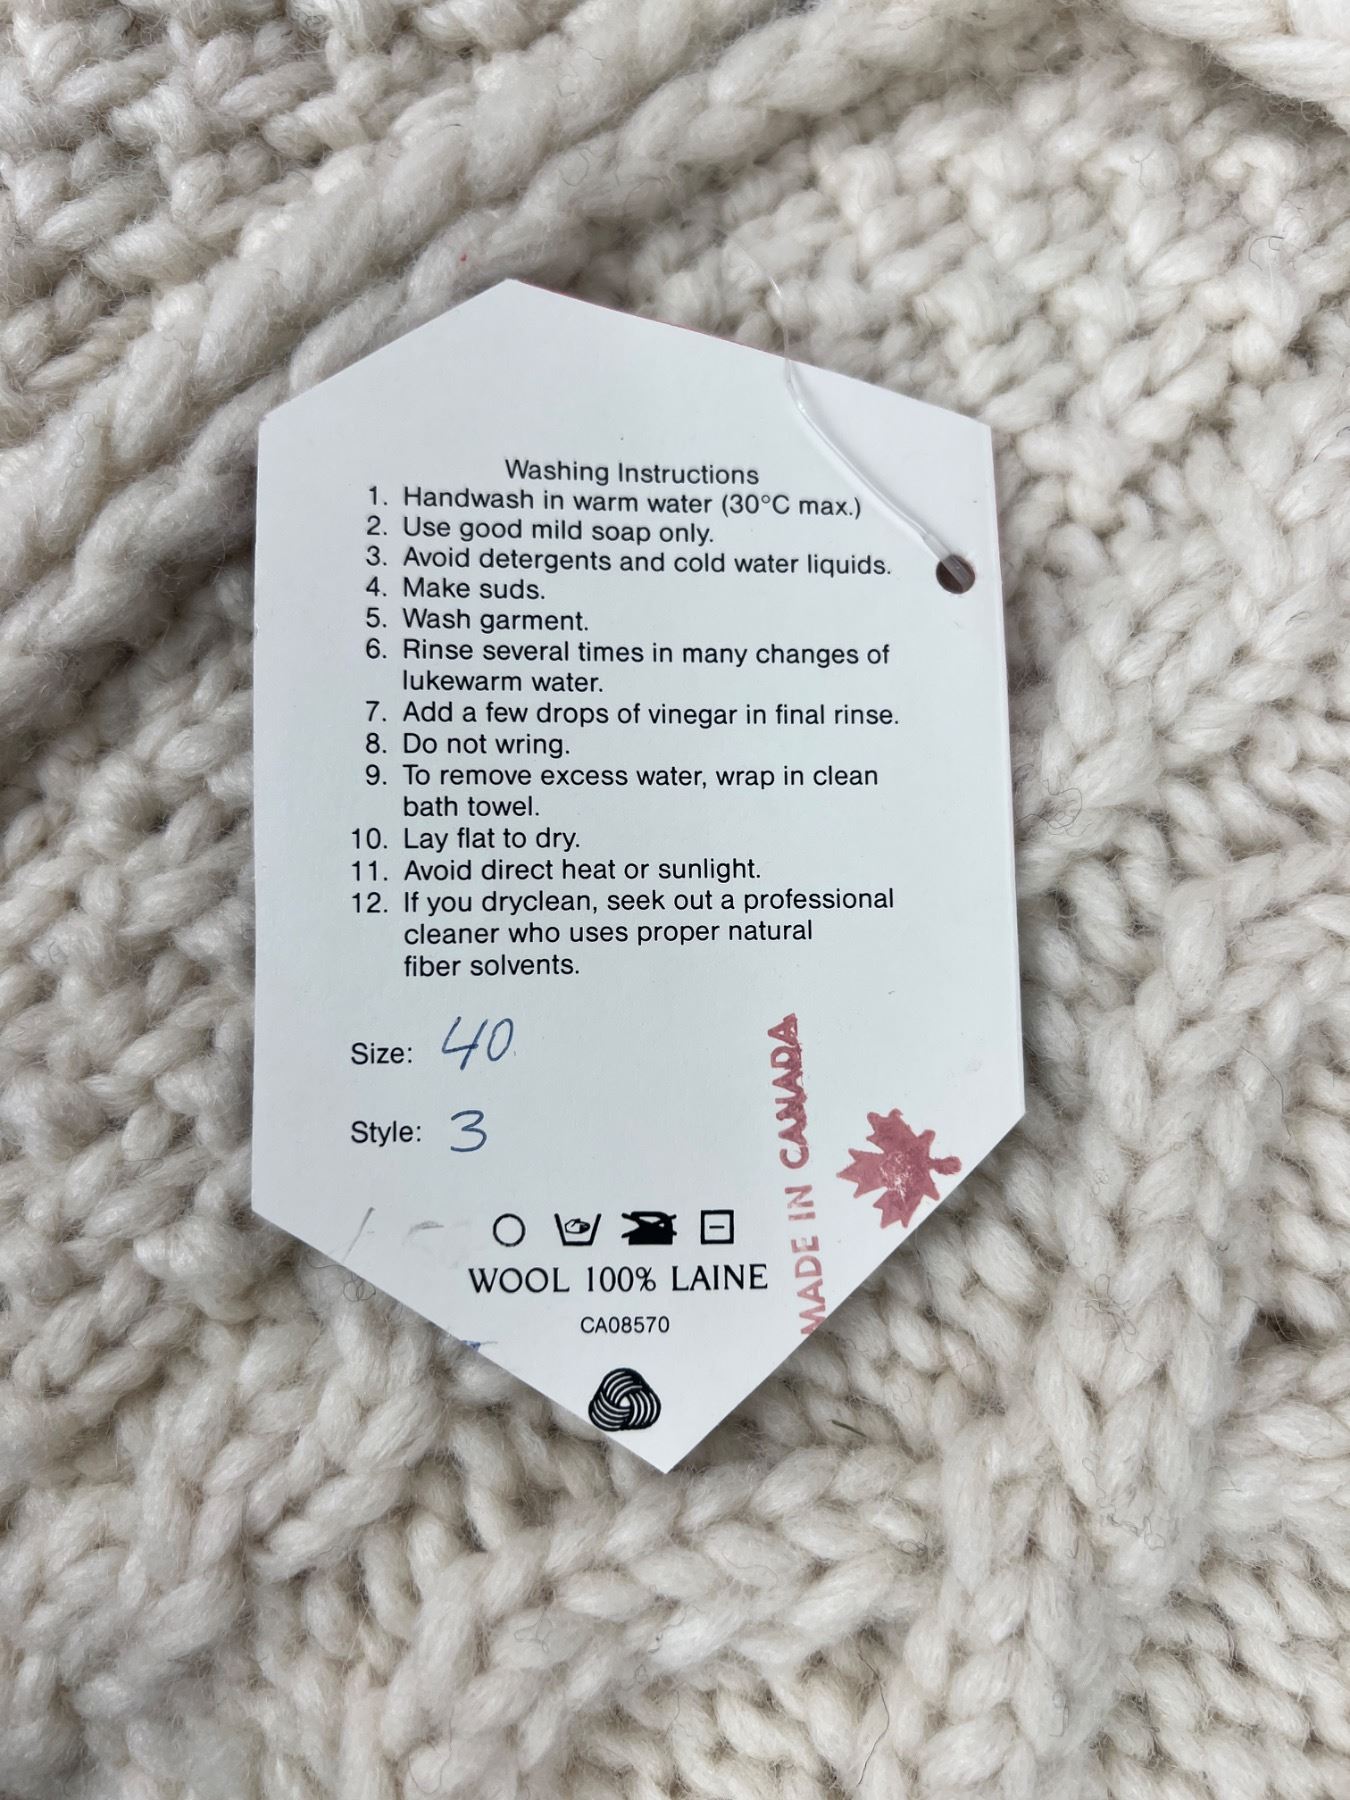 Washing Instructions
1. Handwash in warm water (30°C max.)
2. Use good mild soap only.
3. Avoid detergents and cold water liquids.
4. Make suds.
5. Wash garment.
6. Rinse several times in many changes of
lukewarm water.
7. Add a few drops of vinegar in final rinse.
8. Do not wring.
9. To remove excess water, wrap in clean
bath towel.
10. Lay flat to dry.
11. Avoid direct heat or sunlight.
12. If you dryclean, seek out a professional
cleaner who uses proper natural
fiber solvents.
Size: 40
Style: 3
MADE IN CANADA
WOOL 100% LAINE
CA08570